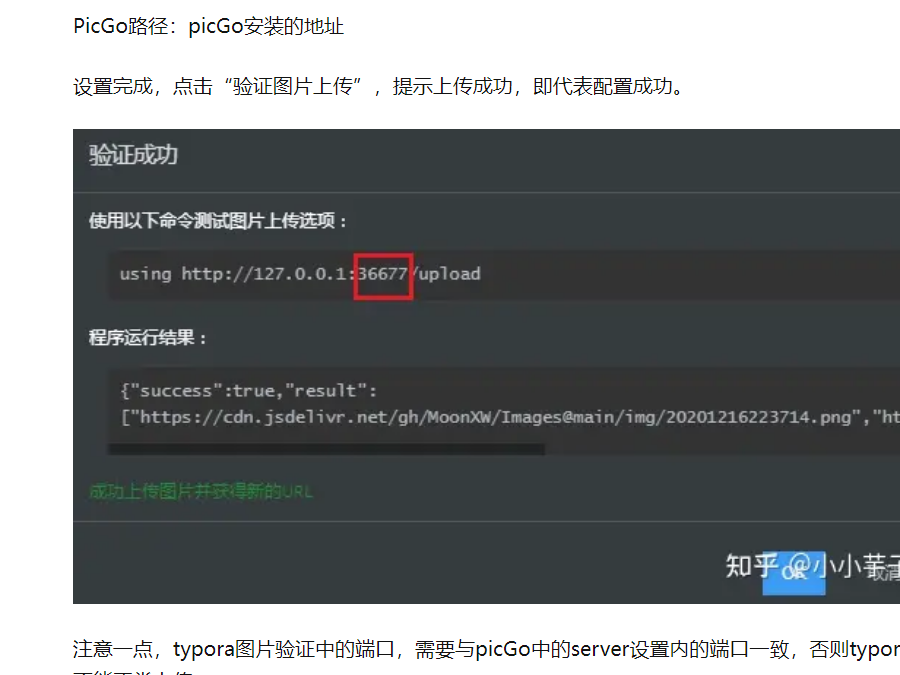 PicGo路径：picGo安装的地址
设置完成，点击“验证图片上传”，提示上传成功，即代表配置成功。
验证成功
使用以下命令测试图片上传选项：
using http://127.0.0.1:36677/upload
程序运行结果：
{"success":true,"result":
["https://cdn.jsdelivr.net/gh/MoonXW/Images@main/img/20201216223714.png","ht
成功上传图片并获得新的URL
知乎 @小小芋子
OK 取消
注意一点，typora图片验证中的端口，需要与picGo中的server设置内的端口一致，否则typor